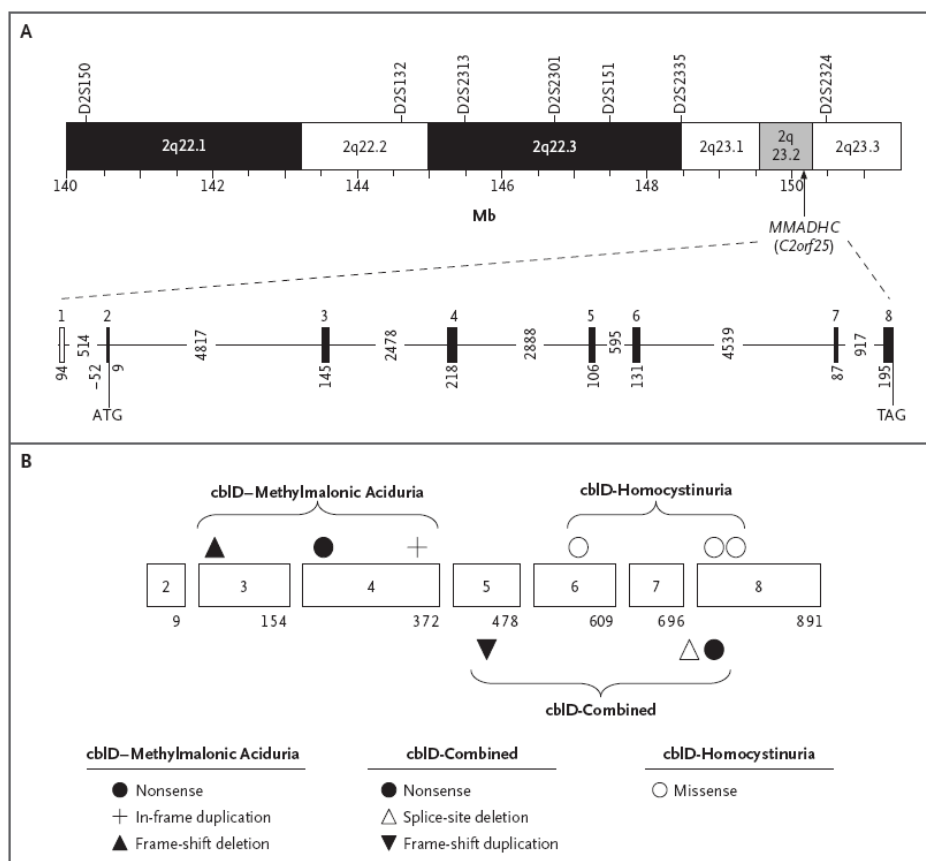 A
D2S150
D2S132
D2S2313
D2S2301
D2S151
D2S2335
D2S2324
2q22.1
2q22.2
2q22.3
2q23.1
2q
23.2
2q23.3
140
142
144
146
148
150
Mb
MMADHC
(C2orf25)
1 2 3 4 5 6 7 8
514 4817 2478 2888 595 4539 917
94 −52 9 145 218 106 131 87 195
ATG TAG
B
cblD–Methylmalonic Aciduria
cblD-Homocystinuria
2 3 4 5 6 7 8
9 154 372 478 609 696 891
cblD-Combined
cblD–Methylmalonic Aciduria
Nonsense
In-frame duplication
Frame-shift deletion
cblD-Combined
Nonsense
Splice-site deletion
Frame-shift duplication
cblD-Homocystinuria
Missense